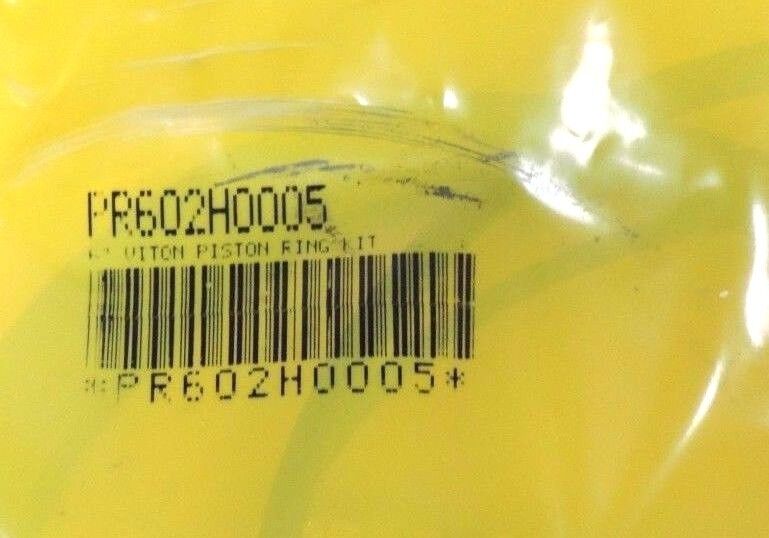 PR602H0005
VITON PISTON RING KIT
*PR602H0005*